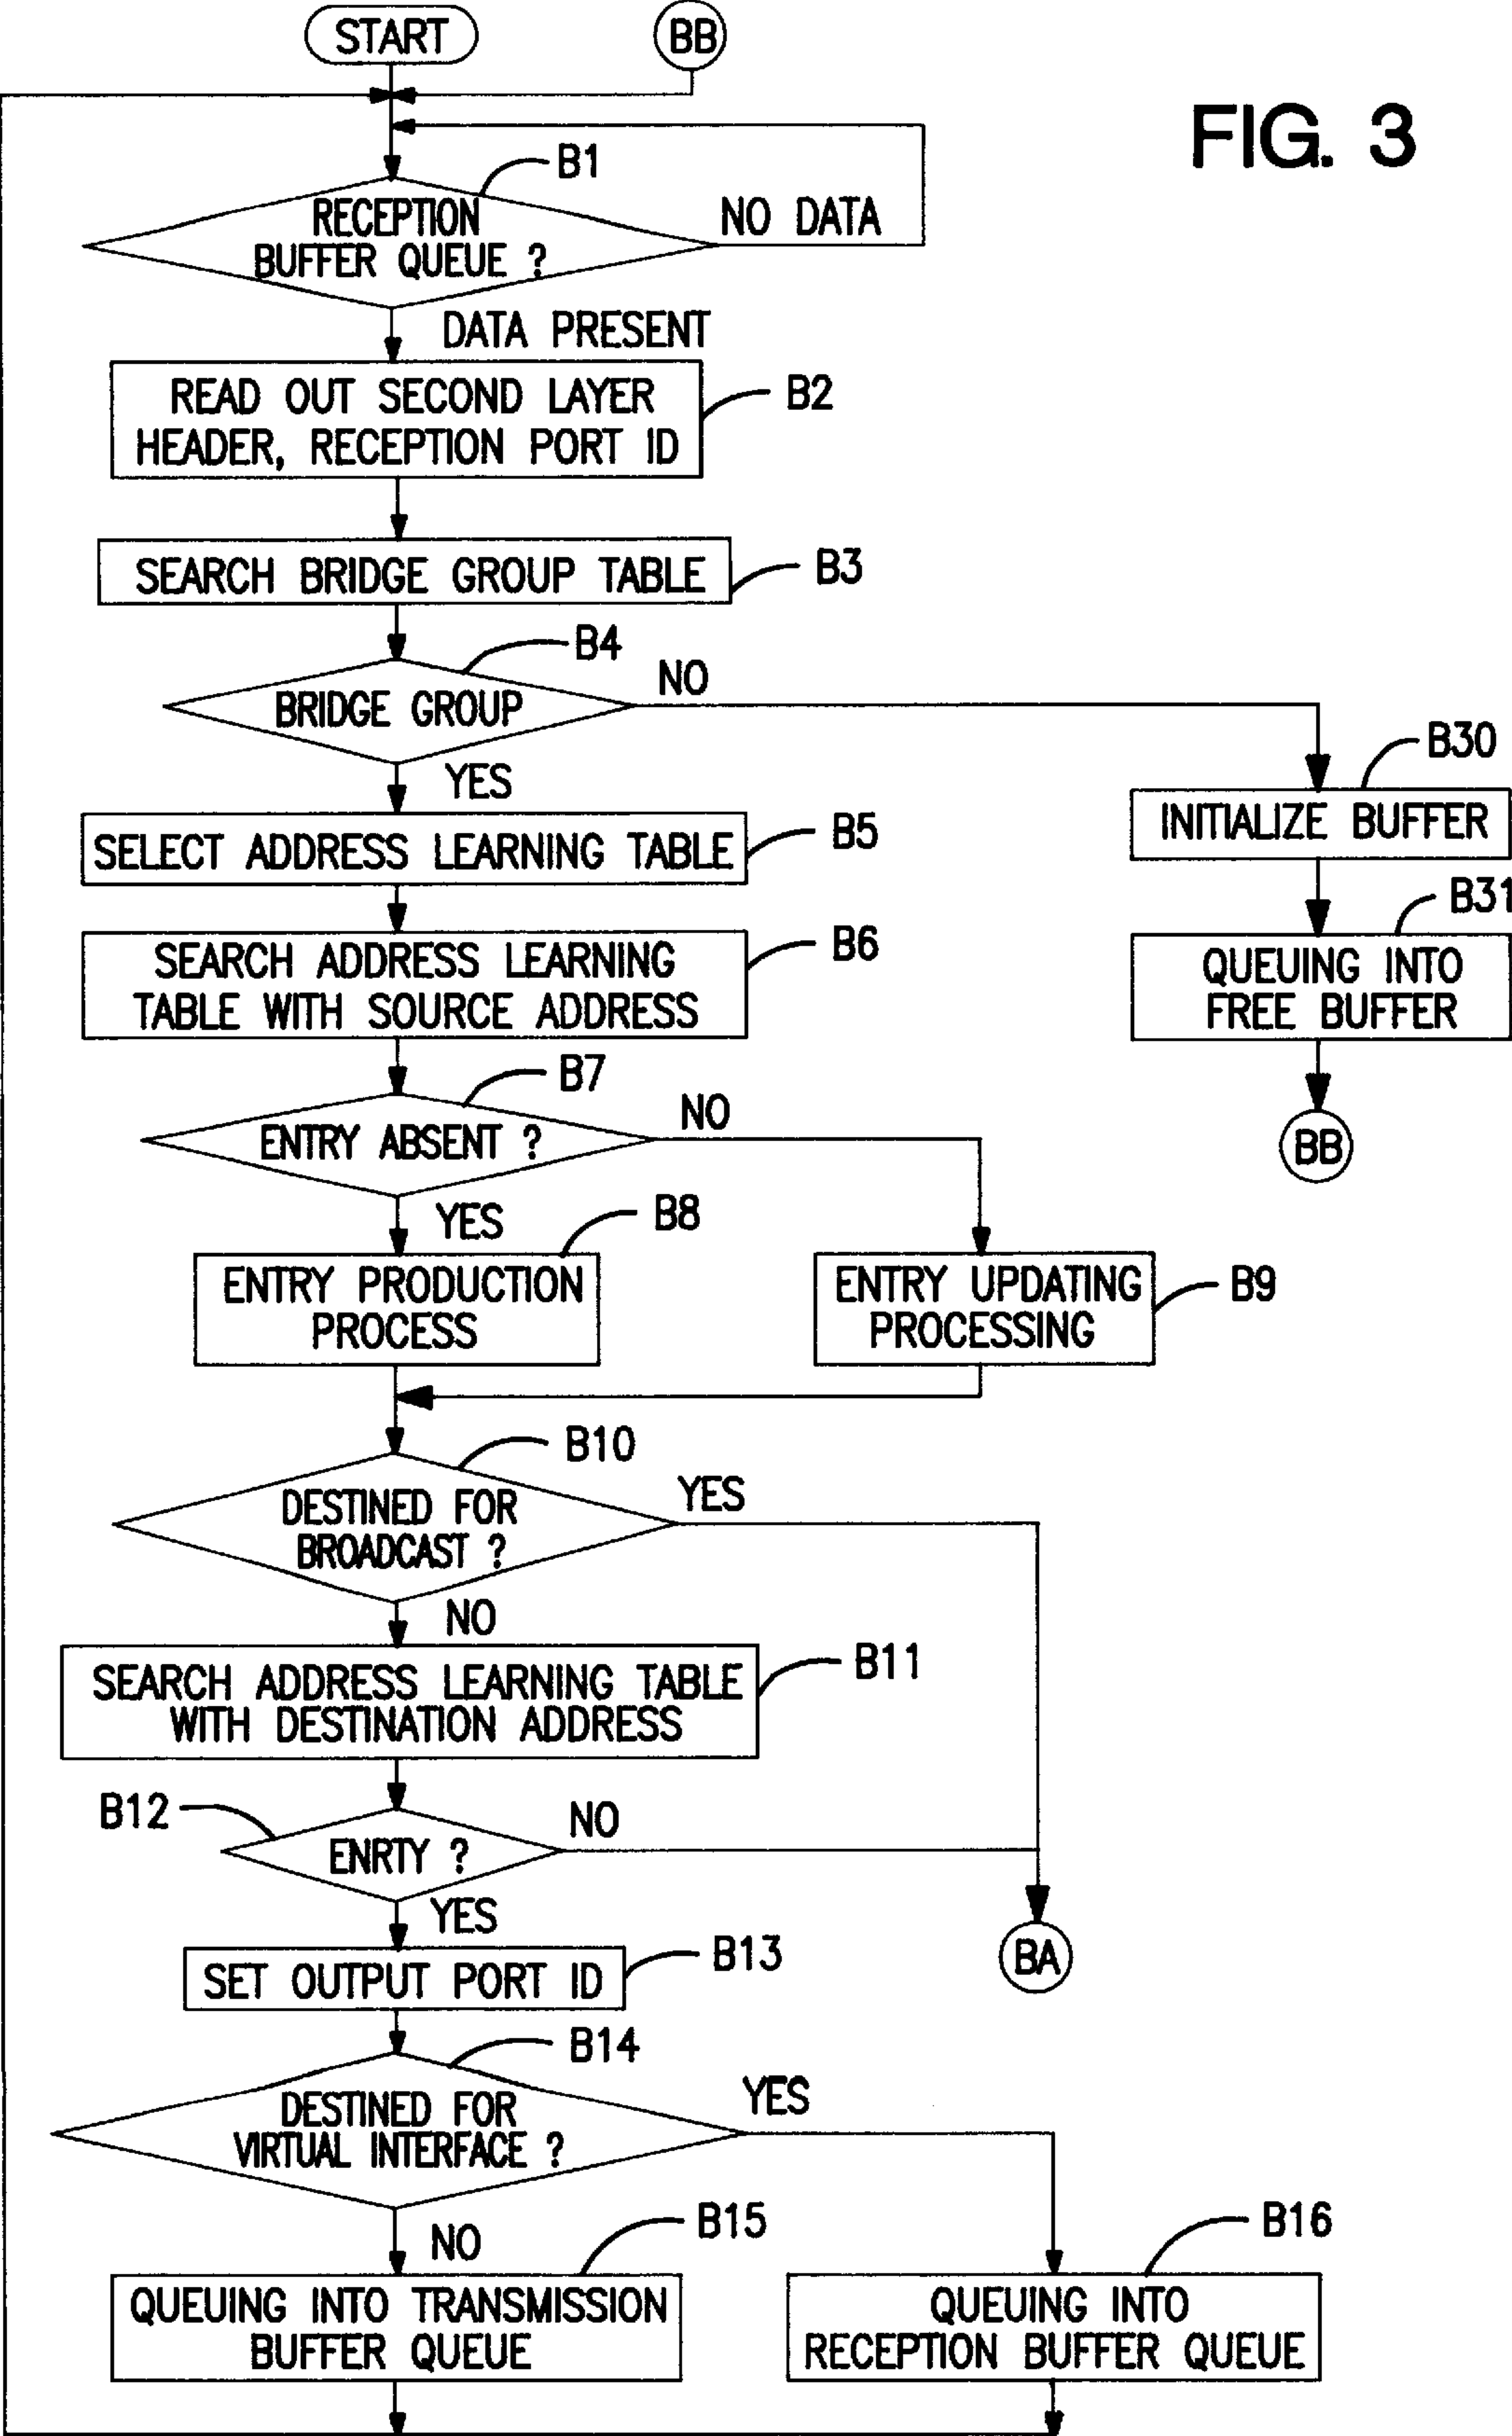 START
BB
FIG. 3
B1
RECEPTION
BUFFER QUEUE ?
NO DATA
DATA PRESENT
READ OUT SECOND LAYER
HEADER, RECEPTION PORT ID
B2
SEARCH BRIDGE GROUP TABLE
B3
B4
BRIDGE GROUP
NO
YES
B30
INITIALIZE BUFFER
SELECT ADDRESS LEARNING TABLE
B5
B31
QUEUING INTO
FREE BUFFER
SEARCH ADDRESS LEARNING
TABLE WITH SOURCE ADDRESS
B6
B7
ENTRY ABSENT ?
NO
BB
YES
B8
ENTRY PRODUCTION
PROCESS
ENTRY UPDATING
PROCESSING
B9
B10
DESTINED FOR
BROADCAST ?
YES
NO
SEARCH ADDRESS LEARNING TABLE
WITH DESTINATION ADDRESS
B11
B12
ENRTY ?
NO
YES
BA
SET OUTPUT PORT ID
B13
B14
DESTINED FOR
VIRTUAL INTERFACE ?
YES
NO
B15
QUEUING INTO TRANSMISSION
BUFFER QUEUE
B16
QUEUING INTO
RECEPTION BUFFER QUEUE